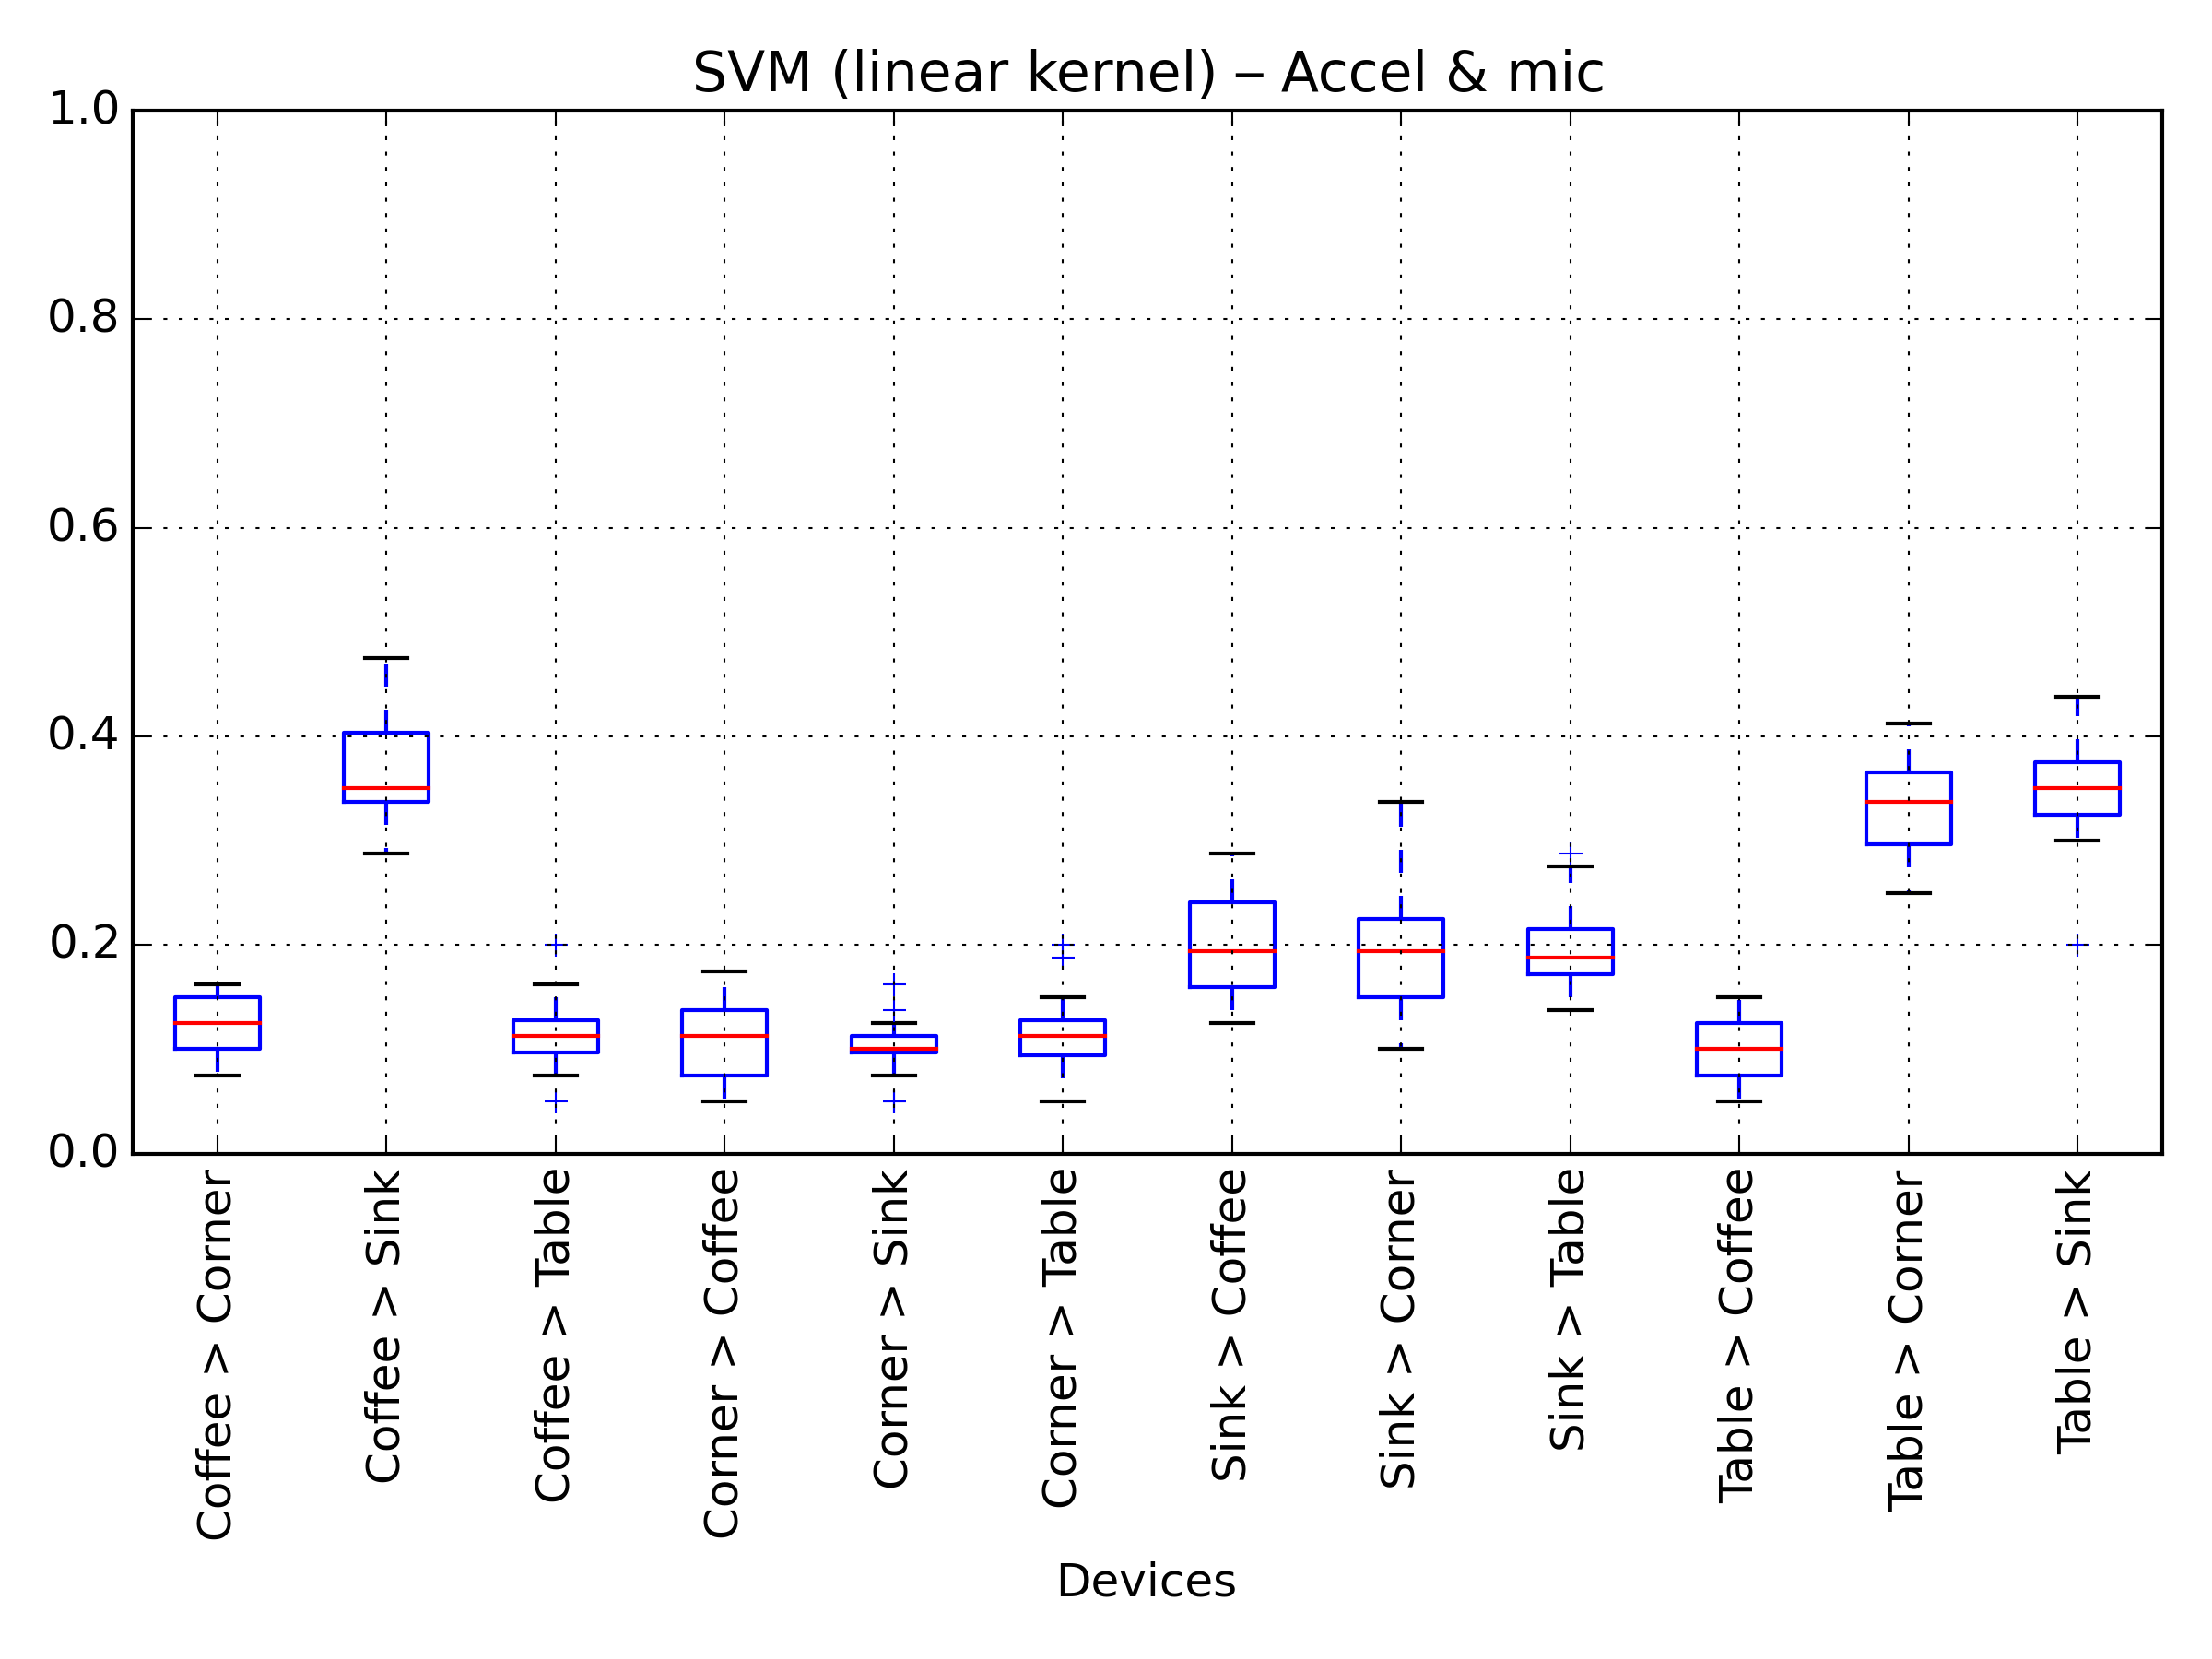 SVM (linear kernel) – Accel & mic
1.0
0.8
0.6
0.4
0.2
0.0
Coffee > Corner
Coffee > Sink
Coffee > Table
Corner > Coffee
Corner > Sink
Corner > Table
Sink > Coffee
Sink > Corner
Sink > Table
Table > Coffee
Table > Corner
Table > Sink
Devices